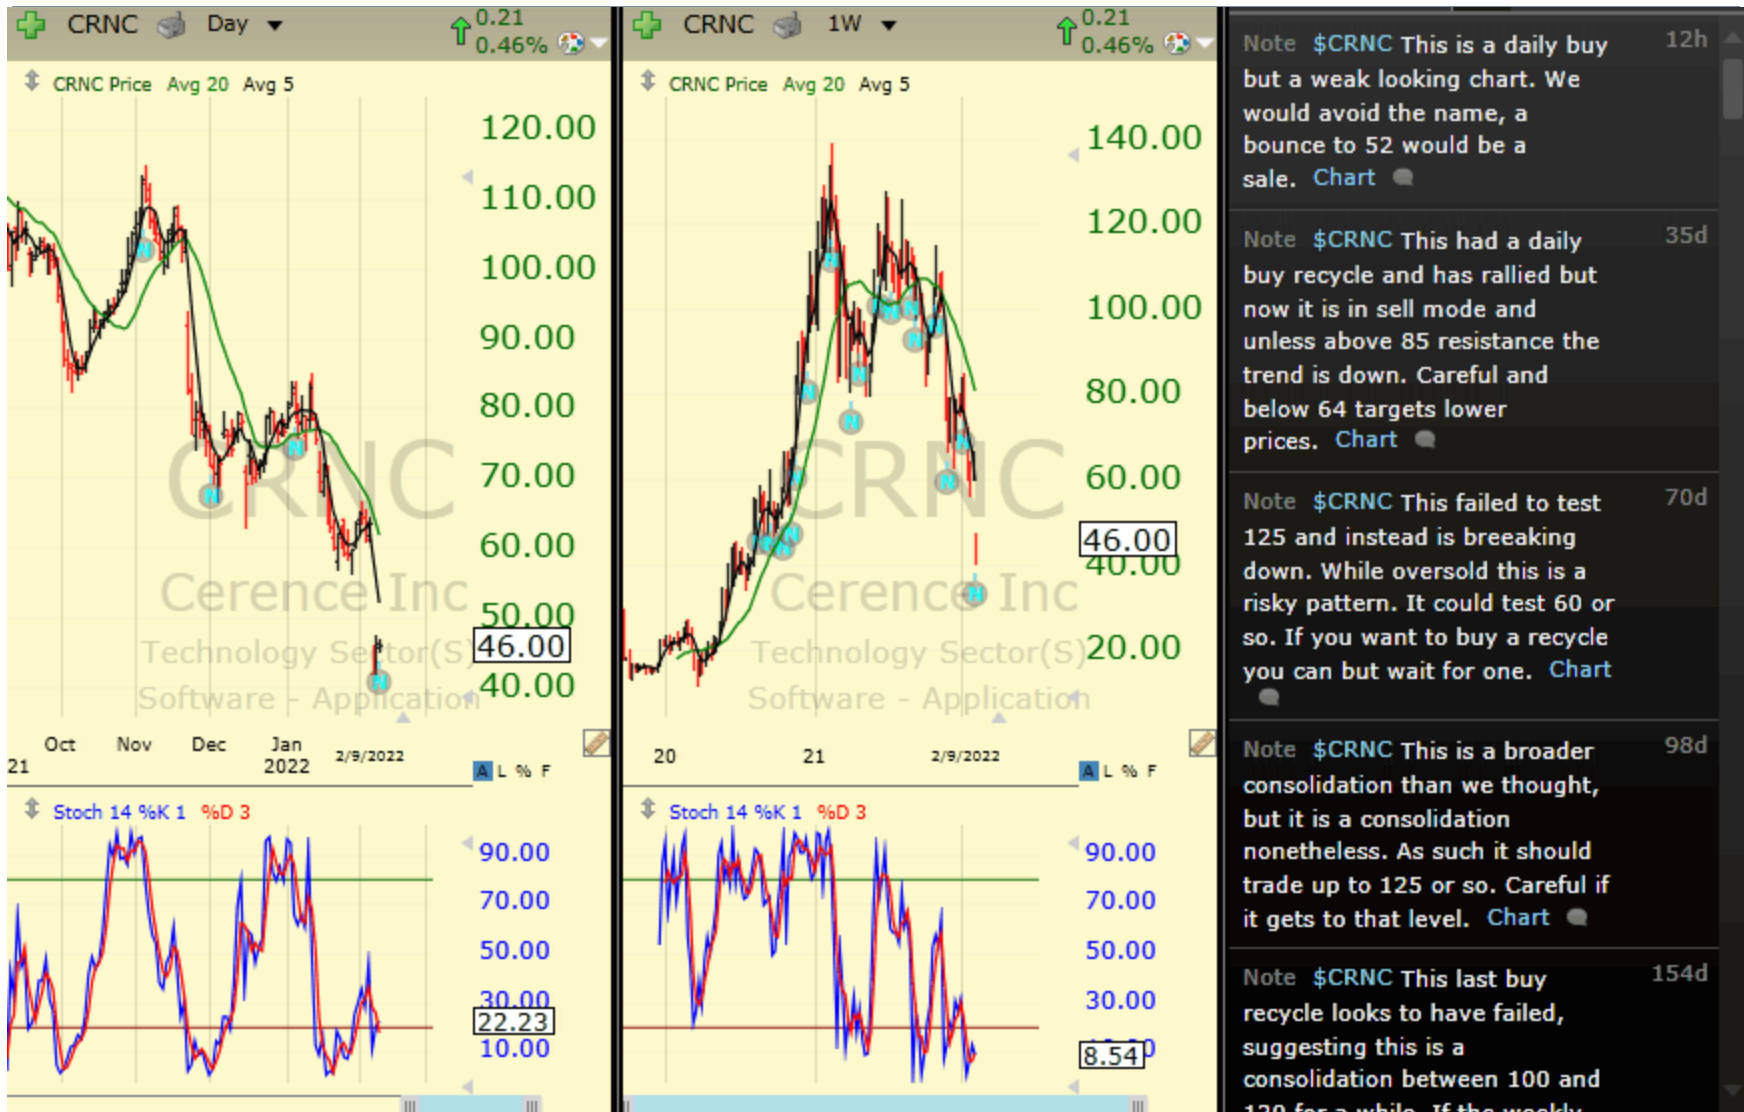 CRNC Day
0.21
0.46%
CRNC Price Avg 20 Avg 5
120.00
110.00
100.00
90.00
80.00
70.00
60.00
50.00
46.00
40.00
CRNC
Cerence Inc
Technology Sector(S)
Software - Application
N
N
N
N
Oct Nov Dec Jan 2/9/2022
21 2022
A L % F
Stoch 14 %K 1 %D 3
90.00
70.00
50.00
30.00
22.23
10.00
CRNC 1W
0.21
0.46%
CRNC Price Avg 20 Avg 5
140.00
120.00
100.00
80.00
60.00
46.00
40.00
20.00
CRNC
Cerence Inc
Technology Sector(S)
Software - Application
20 21 2/9/2022
A L % F
Stoch 14 %K 1 %D 3
90.00
70.00
50.00
30.00
8.54
Note $CRNC This is a daily buy 12h
but a weak looking chart. We
would avoid the name, a
bounce to 52 would be a
sale. Chart
Note $CRNC This had a daily 35d
buy recycle and has rallied but
now it is in sell mode and
unless above 85 resistance the
trend is down. Careful and
below 64 targets lower
prices. Chart
Note $CRNC This failed to test 70d
125 and instead is breeaking
down. While oversold this is a
risky pattern. It could test 60 or
so. If you want to buy a recycle
you can but wait for one. Chart
Note $CRNC This is a broader 98d
consolidation than we thought,
but it is a consolidation
nonetheless. As such it should
trade up to 125 or so. Careful if
it gets to that level. Chart
Note $CRNC This last buy 154d
recycle looks to have failed,
suggesting this is a
consolidation between 100 and
for a while. If the weekly